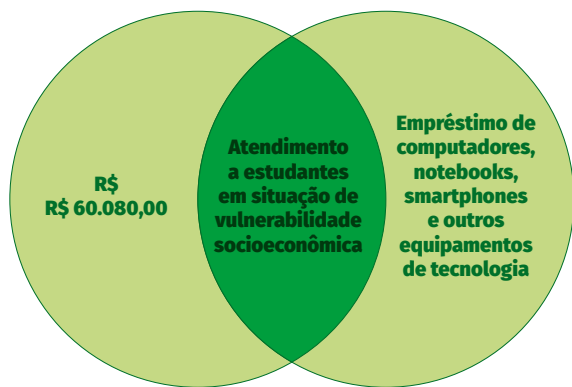 R$
R$ 60.080,00
Atendimento
a estudantes
em situação de
vulnerabilidade
socioeconômica
Empréstimo de
computadores,
notebooks,
smartphones
e outros
equipamentos
de tecnologia